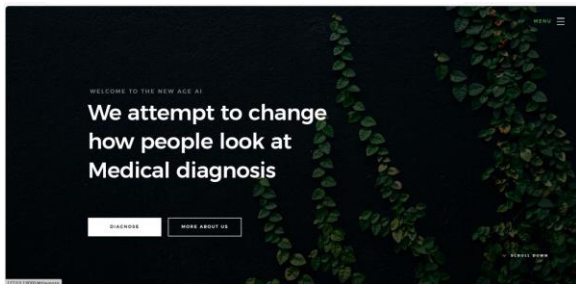 MENU
WELCOME TO THE NEW AGE AI
We attempt to change
how people look at
Medical diagnosis
DIAGNOSE
MORE ABOUT US
SCROLL DOWN